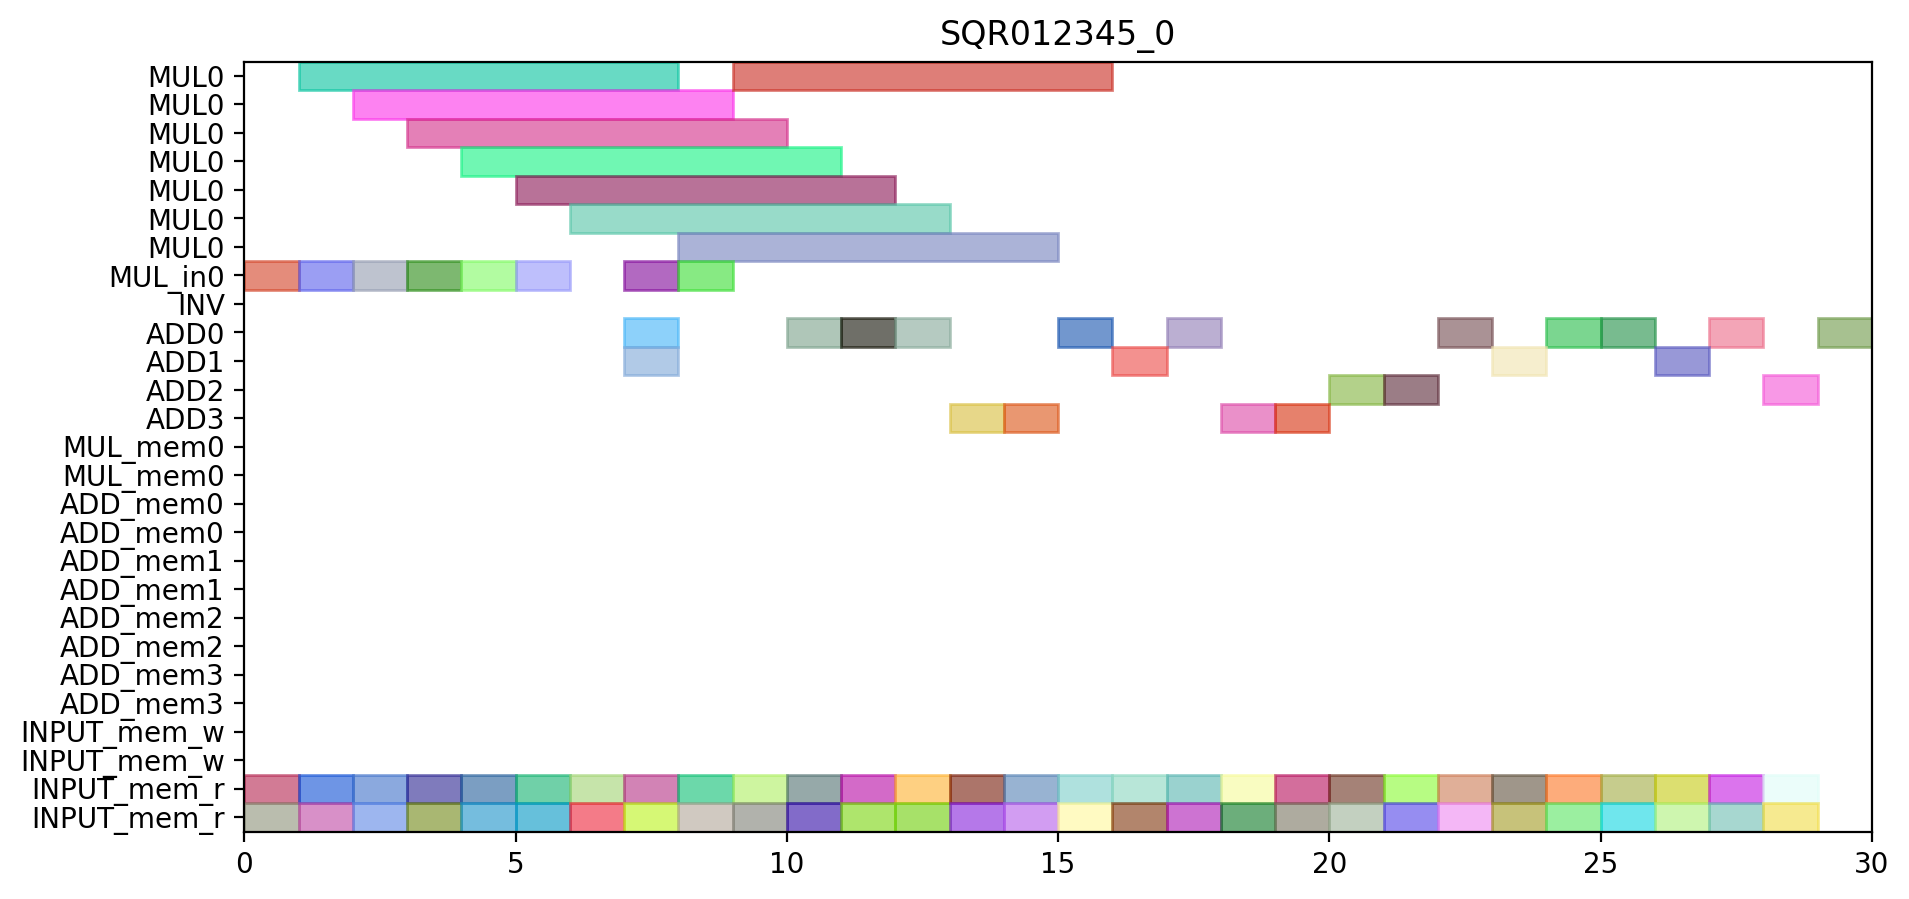 SQR012345_0
MUL0
MUL0
MUL0
MUL0
MUL0
MUL0
MUL0
MUL_in0
INV
ADD0
ADD1
ADD2
ADD3
MUL_mem0
MUL_mem0
ADD_mem0
ADD_mem0
ADD_mem1
ADD_mem1
ADD_mem2
ADD_mem2
ADD_mem3
ADD_mem3
INPUT_mem_w
INPUT_mem_w
INPUT_mem_r
INPUT_mem_r
0 5 10 15 20 25 30